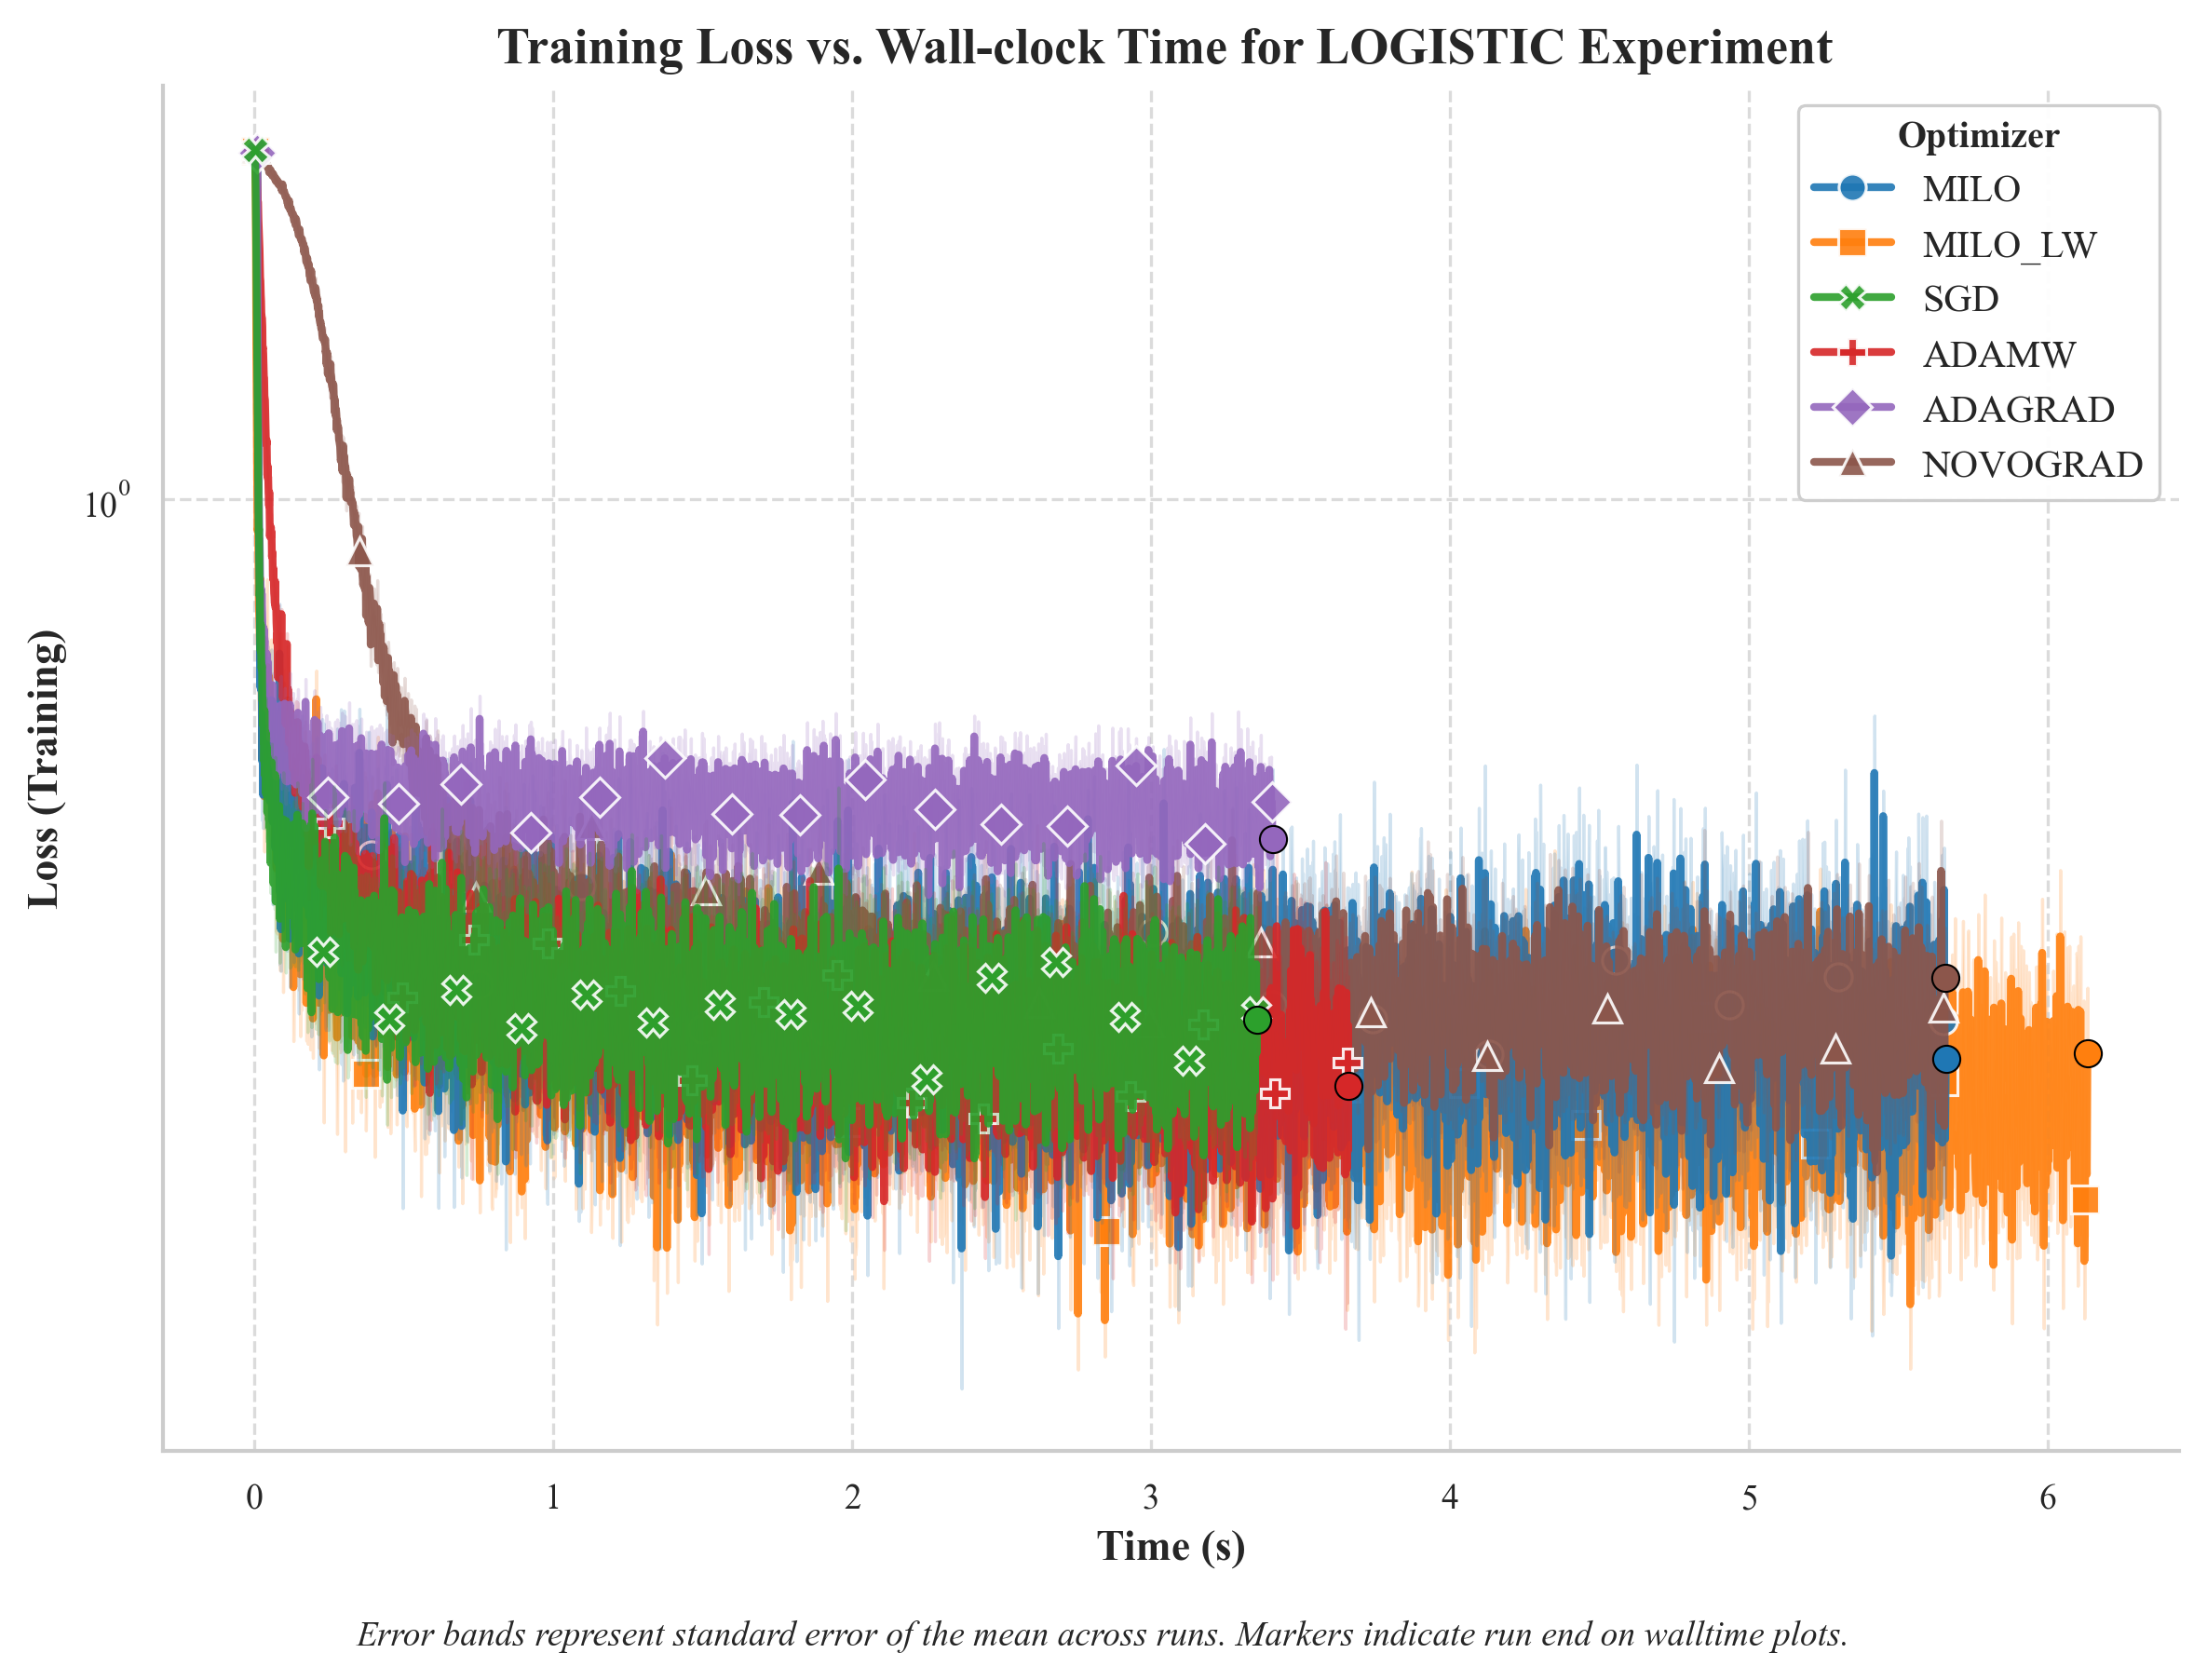 Training Loss vs. Wall-clock Time for LOGISTIC Experiment
Optimizer
MILO
MILO_LW
SGD
ADAMW
ADAGRAD
NOVOGRAD
10⁰
Loss (Training)
0 1 2 3 4 5 6
Time (s)
Error bands represent standard error of the mean across runs. Markers indicate run end on walltime plots.